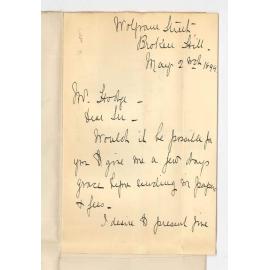 Wolfram Street
Broken Hill.
May 2 1899
Mr. Hodge -
Dear Sir -
Would it be possible for
you to give me a few days
grace before sending in papers
& fees -
I desire to present five